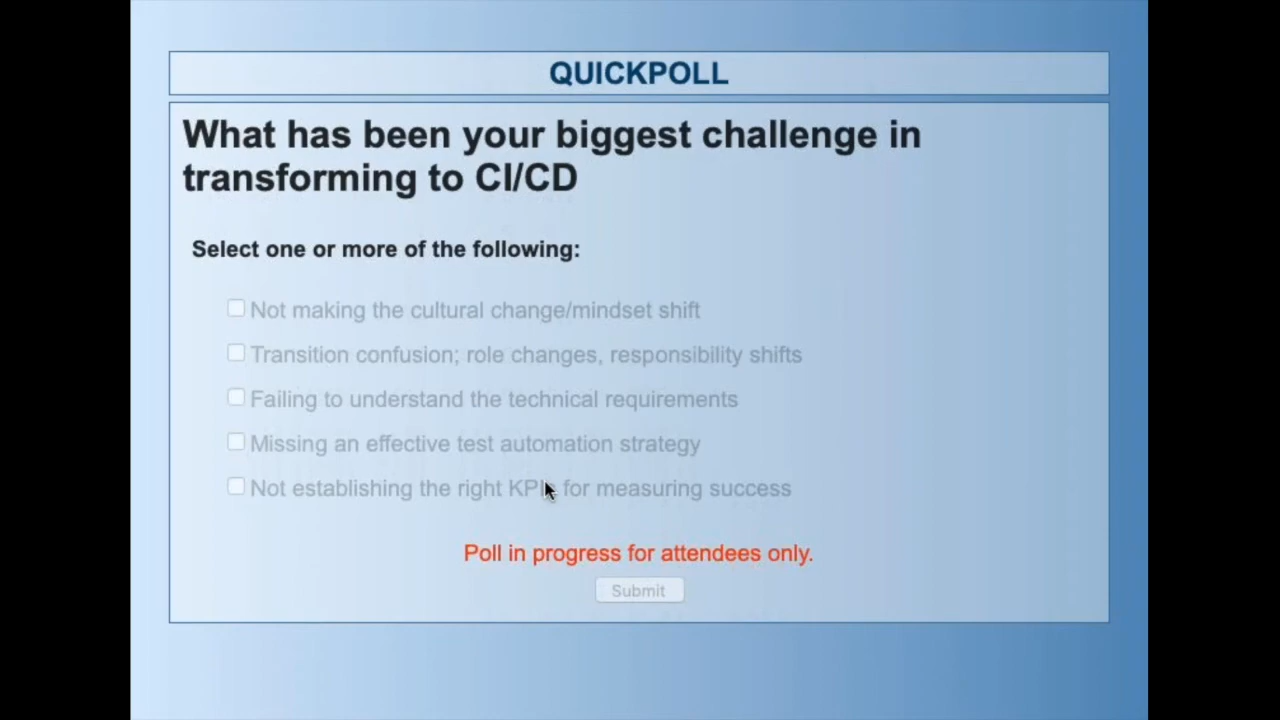 QUICKPOLL
What has been your biggest challenge in
transforming to CI/CD
Select one or more of the following:
Not making the cultural change/mindset shift
Transition confusion; role changes, responsibility shifts
Failing to understand the technical requirements
Missing an effective test automation strategy
Not establishing the right KPIs for measuring success
Poll in progress for attendees only.
Submit